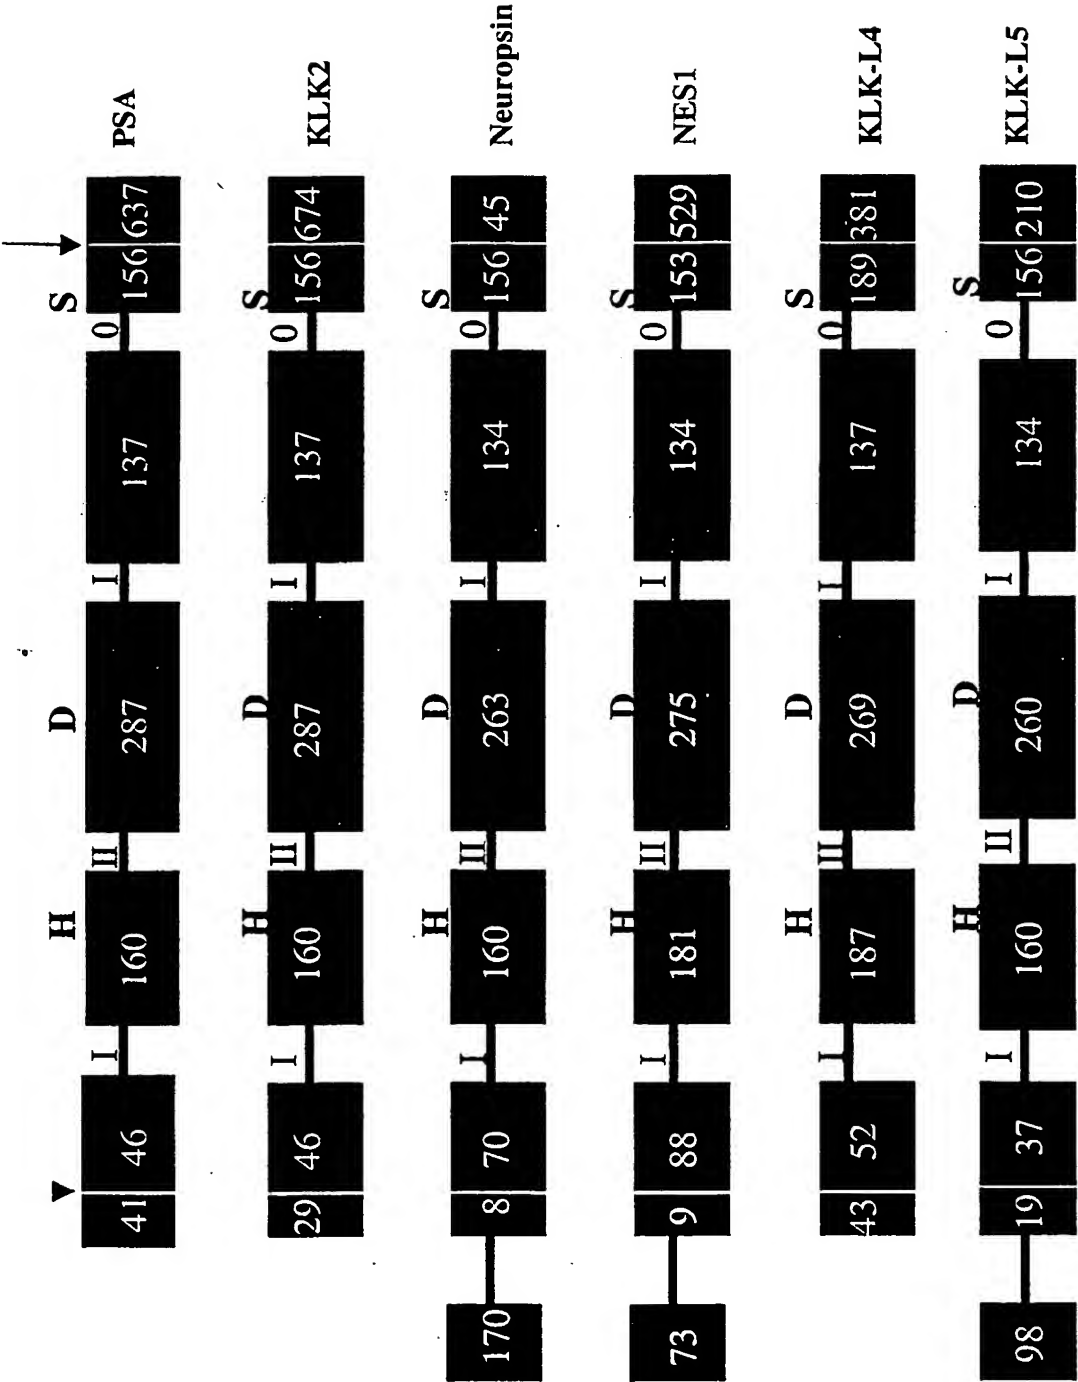 H D S
I II I 0
41 46 160 287 137 156 637 PSA
H D S
I II I 0
29 46 160 287 137 156 674 KLK2
H D S
I II I 0
170 8 70 160 263 134 156 45 Neuropsin
H D S
I II I 0
73 9 88 181 275 134 153 529 NES1
H D S
I II I 0
43 52 187 269 137 189 381 KLK-L4
H D S
I II I 0
98 19 37 160 260 134 156 210 KLK-L5